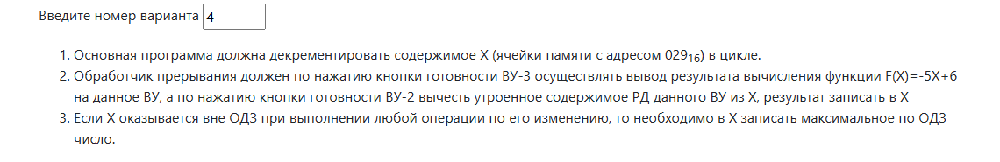 Введите номер варианта 4
1. Основная программа должна декрементировать содержимое X (ячейки памяти с адресом 029₁₆) в цикле.
2. Обработчик прерывания должен по нажатию кнопки готовности ВУ-3 осуществлять вывод результата вычисления функции F(X)=-5X+6
на данное ВУ, а по нажатию кнопки готовности ВУ-2 вычесть утроенное содержимое РД данного ВУ из X, результат записать в X
3. Если X оказывается вне ОДЗ при выполнении любой операции по его изменению, то необходимо в X записать максимальное по ОДЗ
число.